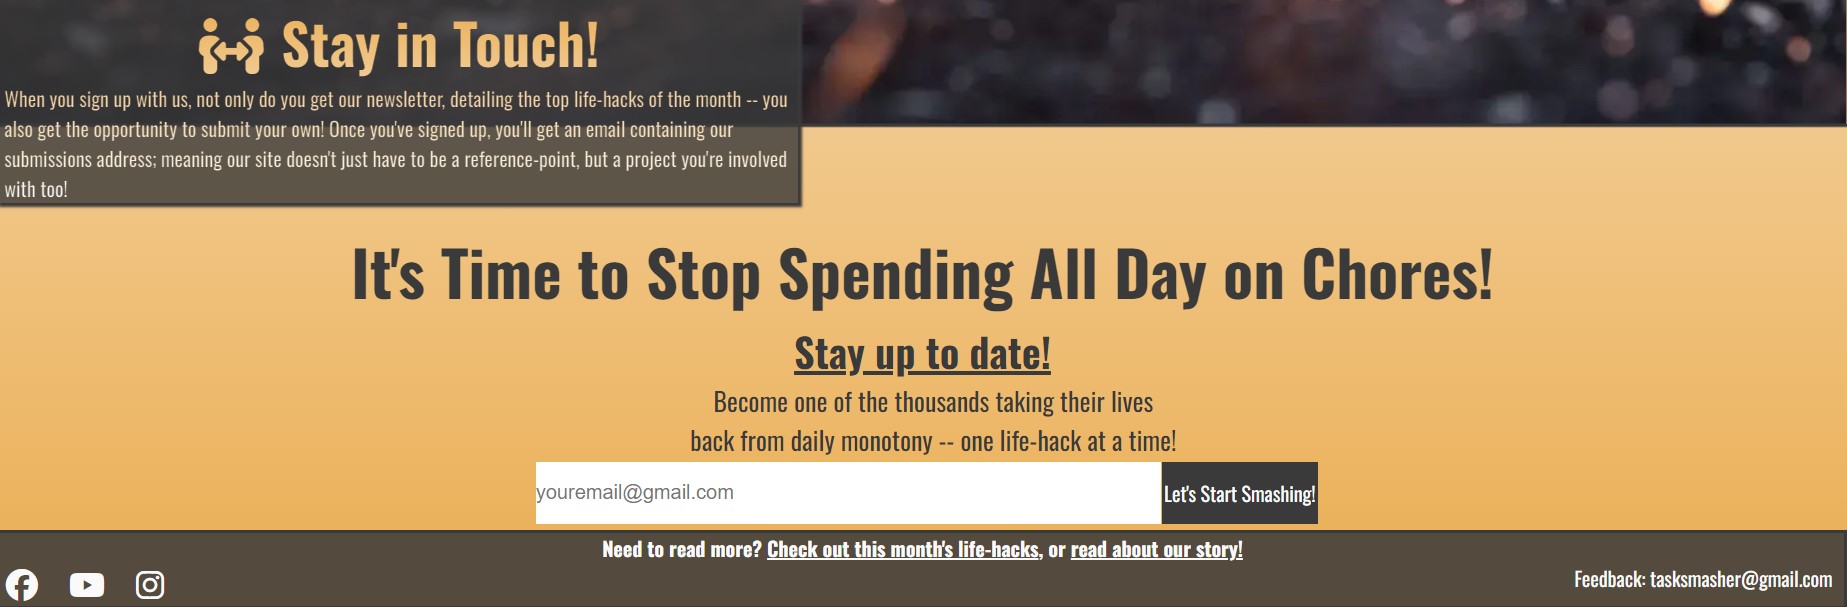 Stay in Touch!
When you sign up with us, not only do you get our newsletter, detailing the top life-hacks of the month -- you
also get the opportunity to submit your own! Once you've signed up, you'll get an email containing our
submissions address; meaning our site doesn't just have to be a reference-point, but a project you're involved
with too!
It's Time to Stop Spending All Day on Chores!
Stay up to date!
Become one of the thousands taking their lives
back from daily monotony -- one life-hack at a time!
youremail@gmail.com
Let's Start Smashing!
Need to read more? Check out this month's life-hacks, or read about our story!
Feedback: tasksmasher@gmail.com